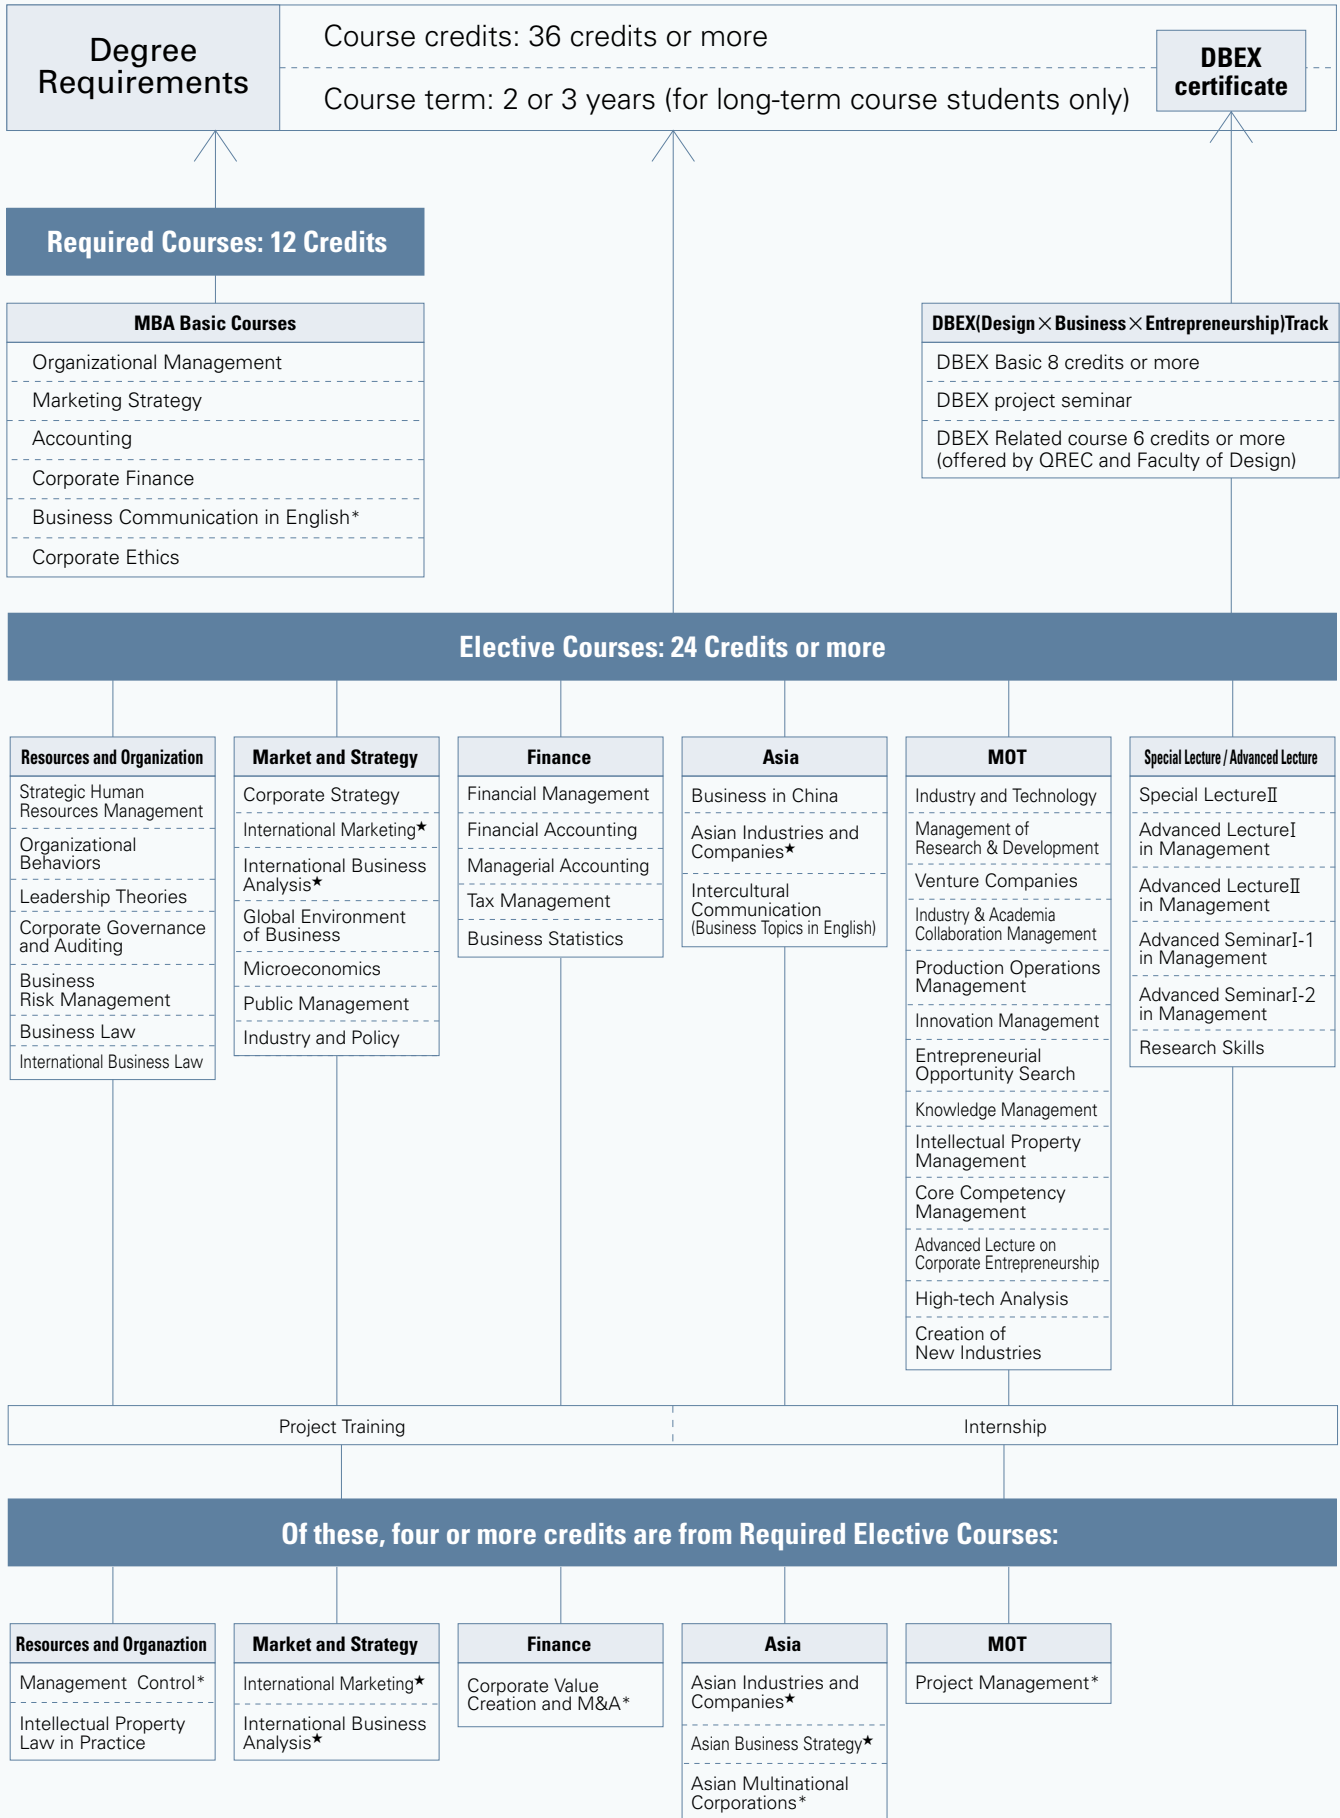 Degree
Requirements
Course credits: 36 credits or more
Course term: 2 or 3 years (for long-term course students only)
DBEX
certificate
Required Courses: 12 Credits
MBA Basic Courses
Organizational Management
Marketing Strategy
Accounting
Corporate Finance
Business Communication in English*
Corporate Ethics
DBEX(Design×Business×Entrepreneurship)Track
DBEX Basic 8 credits or more
DBEX project seminar
DBEX Related course 6 credits or more
(offered by QREC and Faculty of Design)
Elective Courses: 24 Credits or more
Resources and Organization
Strategic Human
Resources Management
Organizational
Behaviors
Leadership Theories
Corporate Governance
and Auditing
Business
Risk Management
Business Law
International Business Law
Market and Strategy
Corporate Strategy
International Marketing★
International Business
Analysis★
Global Environment
of Business
Microeconomics
Public Management
Industry and Policy
Finance
Financial Management
Financial Accounting
Managerial Accounting
Tax Management
Business Statistics
Asia
Business in China
Asian Industries and
Companies★
Intercultural
Communication
(Business Topics in English)
MOT
Industry and Technology
Management of
Research & Development
Venture Companies
Industry & Academia
Collaboration Management
Production Operations
Management
Innovation Management
Entrepreneurial
Opportunity Search
Knowledge Management
Intellectual Property
Management
Core Competency
Management
Advanced Lecture on
Corporate Entrepreneurship
High-tech Analysis
Creation of
New Industries
Special Lecture / Advanced Lecture
Special LectureⅡ
Advanced LectureⅠ
in Management
Advanced LectureⅡ
in Management
Advanced SeminarⅠ-1
in Management
Advanced SeminarⅠ-2
in Management
Research Skills
Project Training
Internship
Of these, four or more credits are from Required Elective Courses:
Resources and Organaztion
Management Control*
Intellectual Property
Law in Practice
Market and Strategy
International Marketing★
International Business
Analysis★
Finance
Corporate Value
Creation and M&A*
Asia
Asian Industries and
Companies★
Asian Business Strategy★
Asian Multinational
Corporations*
MOT
Project Management*